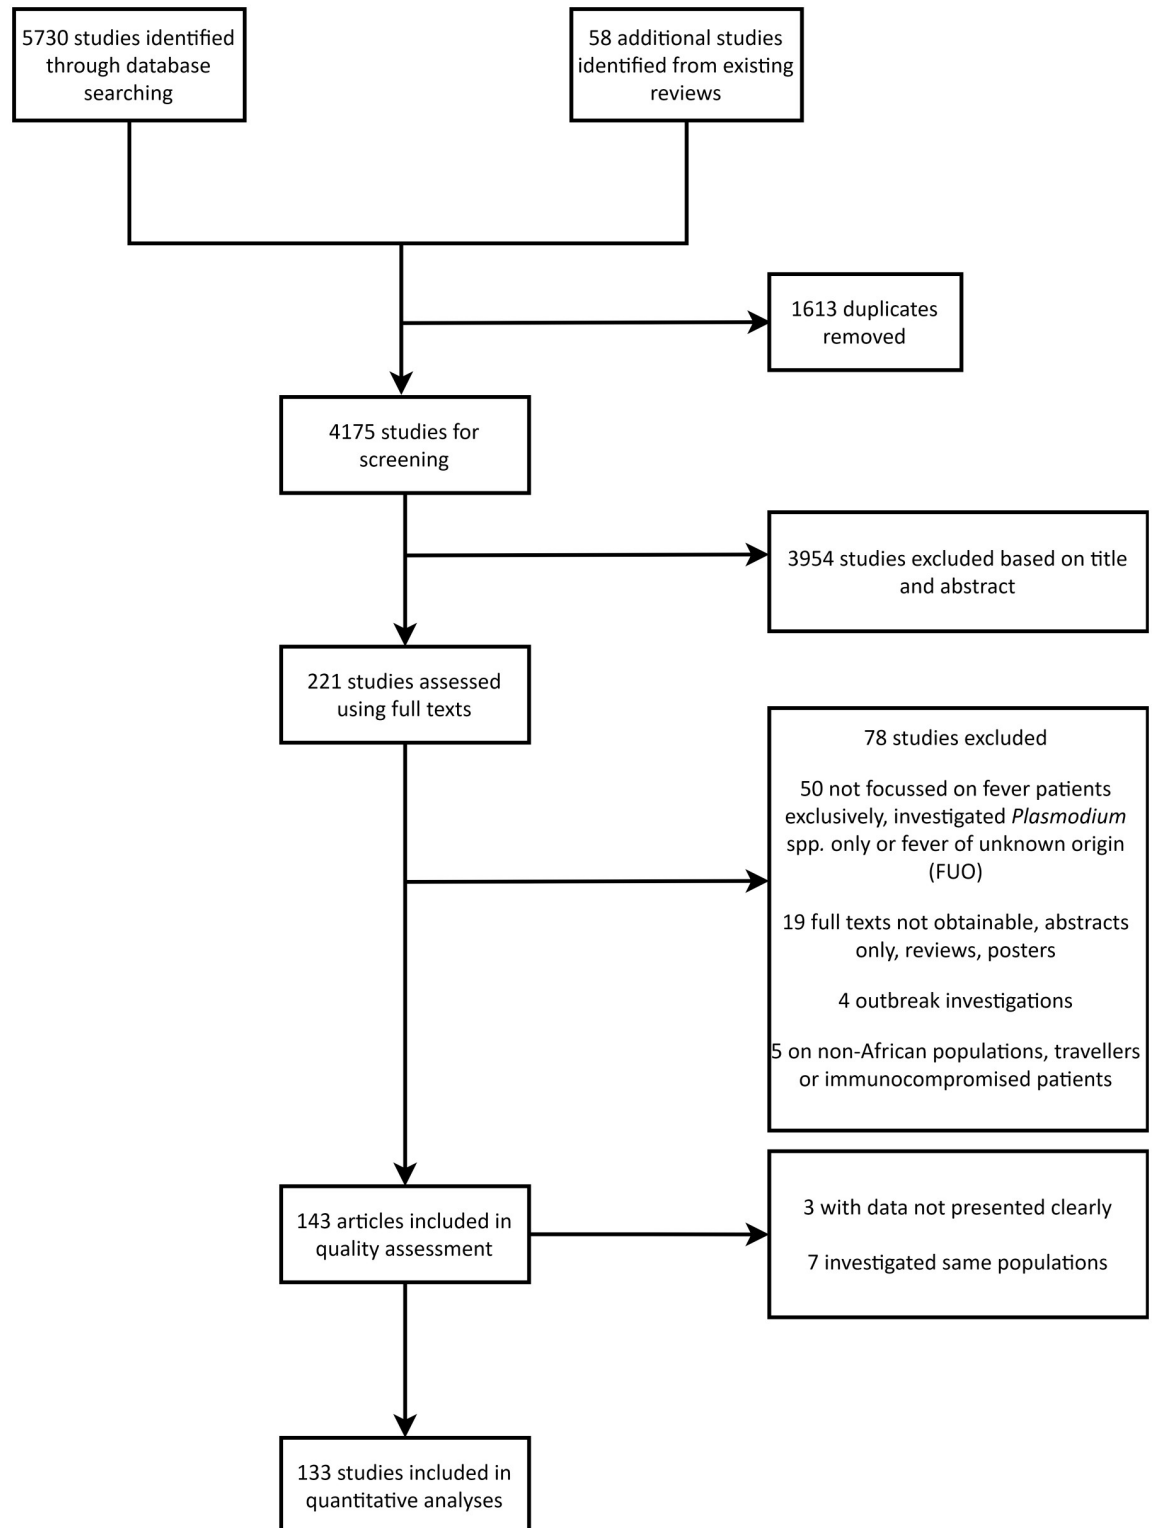 5730 studies identified
through database
searching
58 additional studies
identified from existing
reviews
1613 duplicates
removed
4175 studies for
screening
3954 studies excluded based on title
and abstract
221 studies assessed
using full texts
78 studies excluded
50 not focussed on fever patients
exclusively, investigated Plasmodium
spp. only or fever of unknown origin
(FUO)
19 full texts not obtainable, abstracts
only, reviews, posters
4 outbreak investigations
5 on non-African populations, travellers
or immunocompromised patients
143 articles included in
quality assessment
3 with data not presented clearly
7 investigated same populations
133 studies included in
quantitative analyses